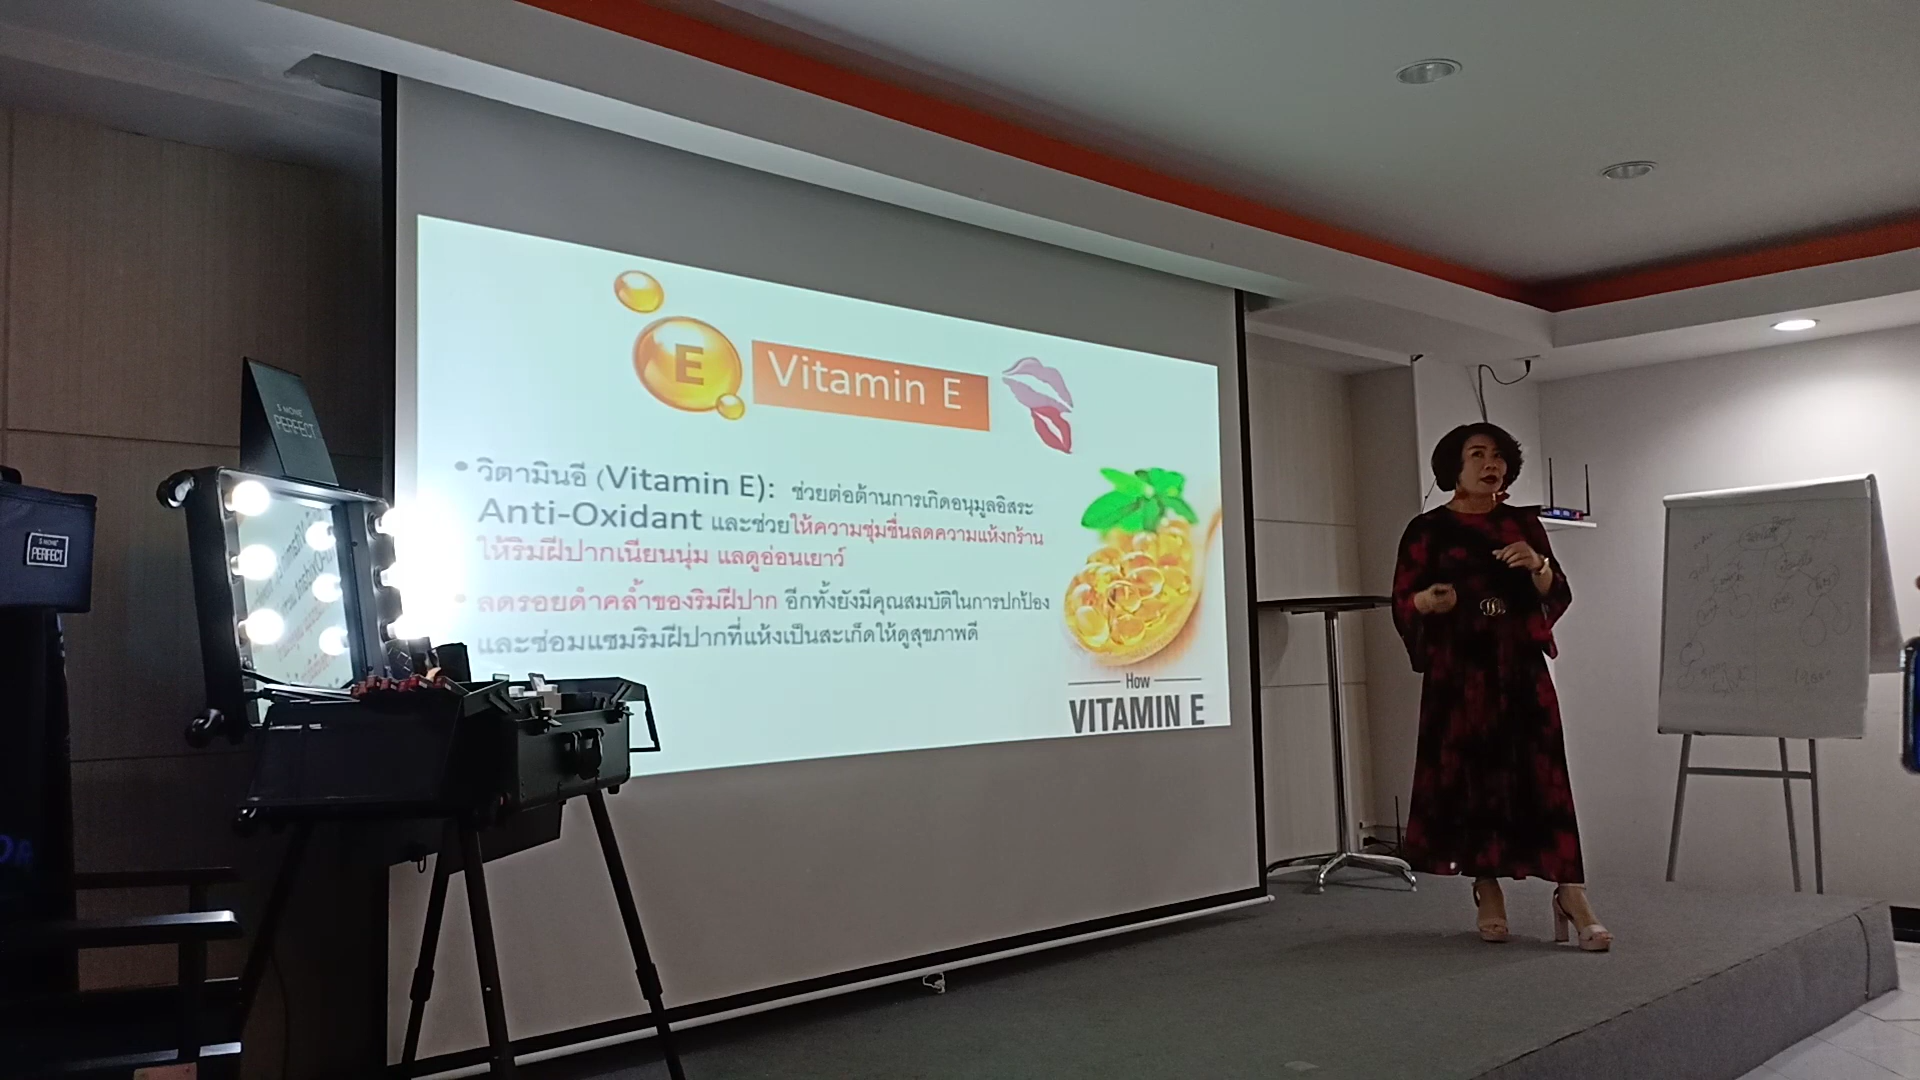 E
Vitamin E
• วิตามินอี (Vitamin E): ช่วยต่อต้านการเกิดอนุมูลอิสระ
Anti-Oxidant และช่วยให้ความชุ่มชื่นลดความแห้งกร้าน
ให้ริมฝีปากเนียนนุ่ม แลดูอ่อนเยาว์
• ลดรอยดำคล้ำของริมฝีปาก อีกทั้งยังมีคุณสมบัติในการปกป้อง
และซ่อมแซมริมฝีปากที่แห้งเป็นสะเก็ดให้ดูสุขภาพดี
How
VITAMIN E
PERFECT
PERFECT